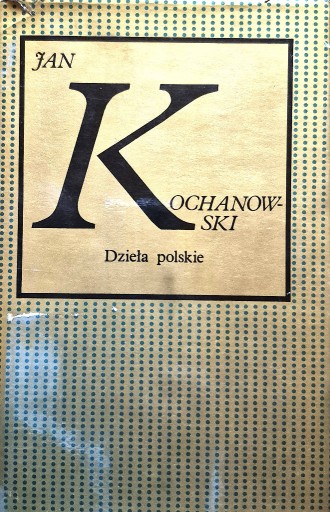 JAN
KOCHANOW-
SKI
Dzieła polskie